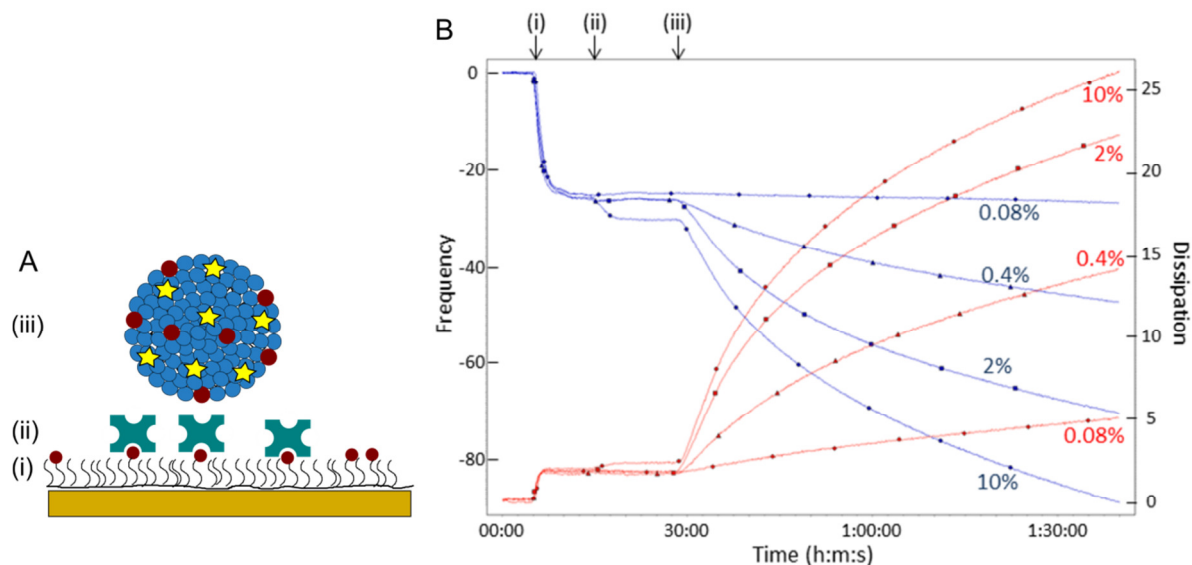 A
(iii)
(ii)
(i)
B
(i) (ii) (iii)
Frequency
0
-20
-40
-60
-80
10%
2%
0.08%
0.4%
0.4%
2%
0.08%
10%
25
20
15
10
5
0
Dissipation
00:00 30:00 1:00:00 1:30:00
Time (h:m:s)